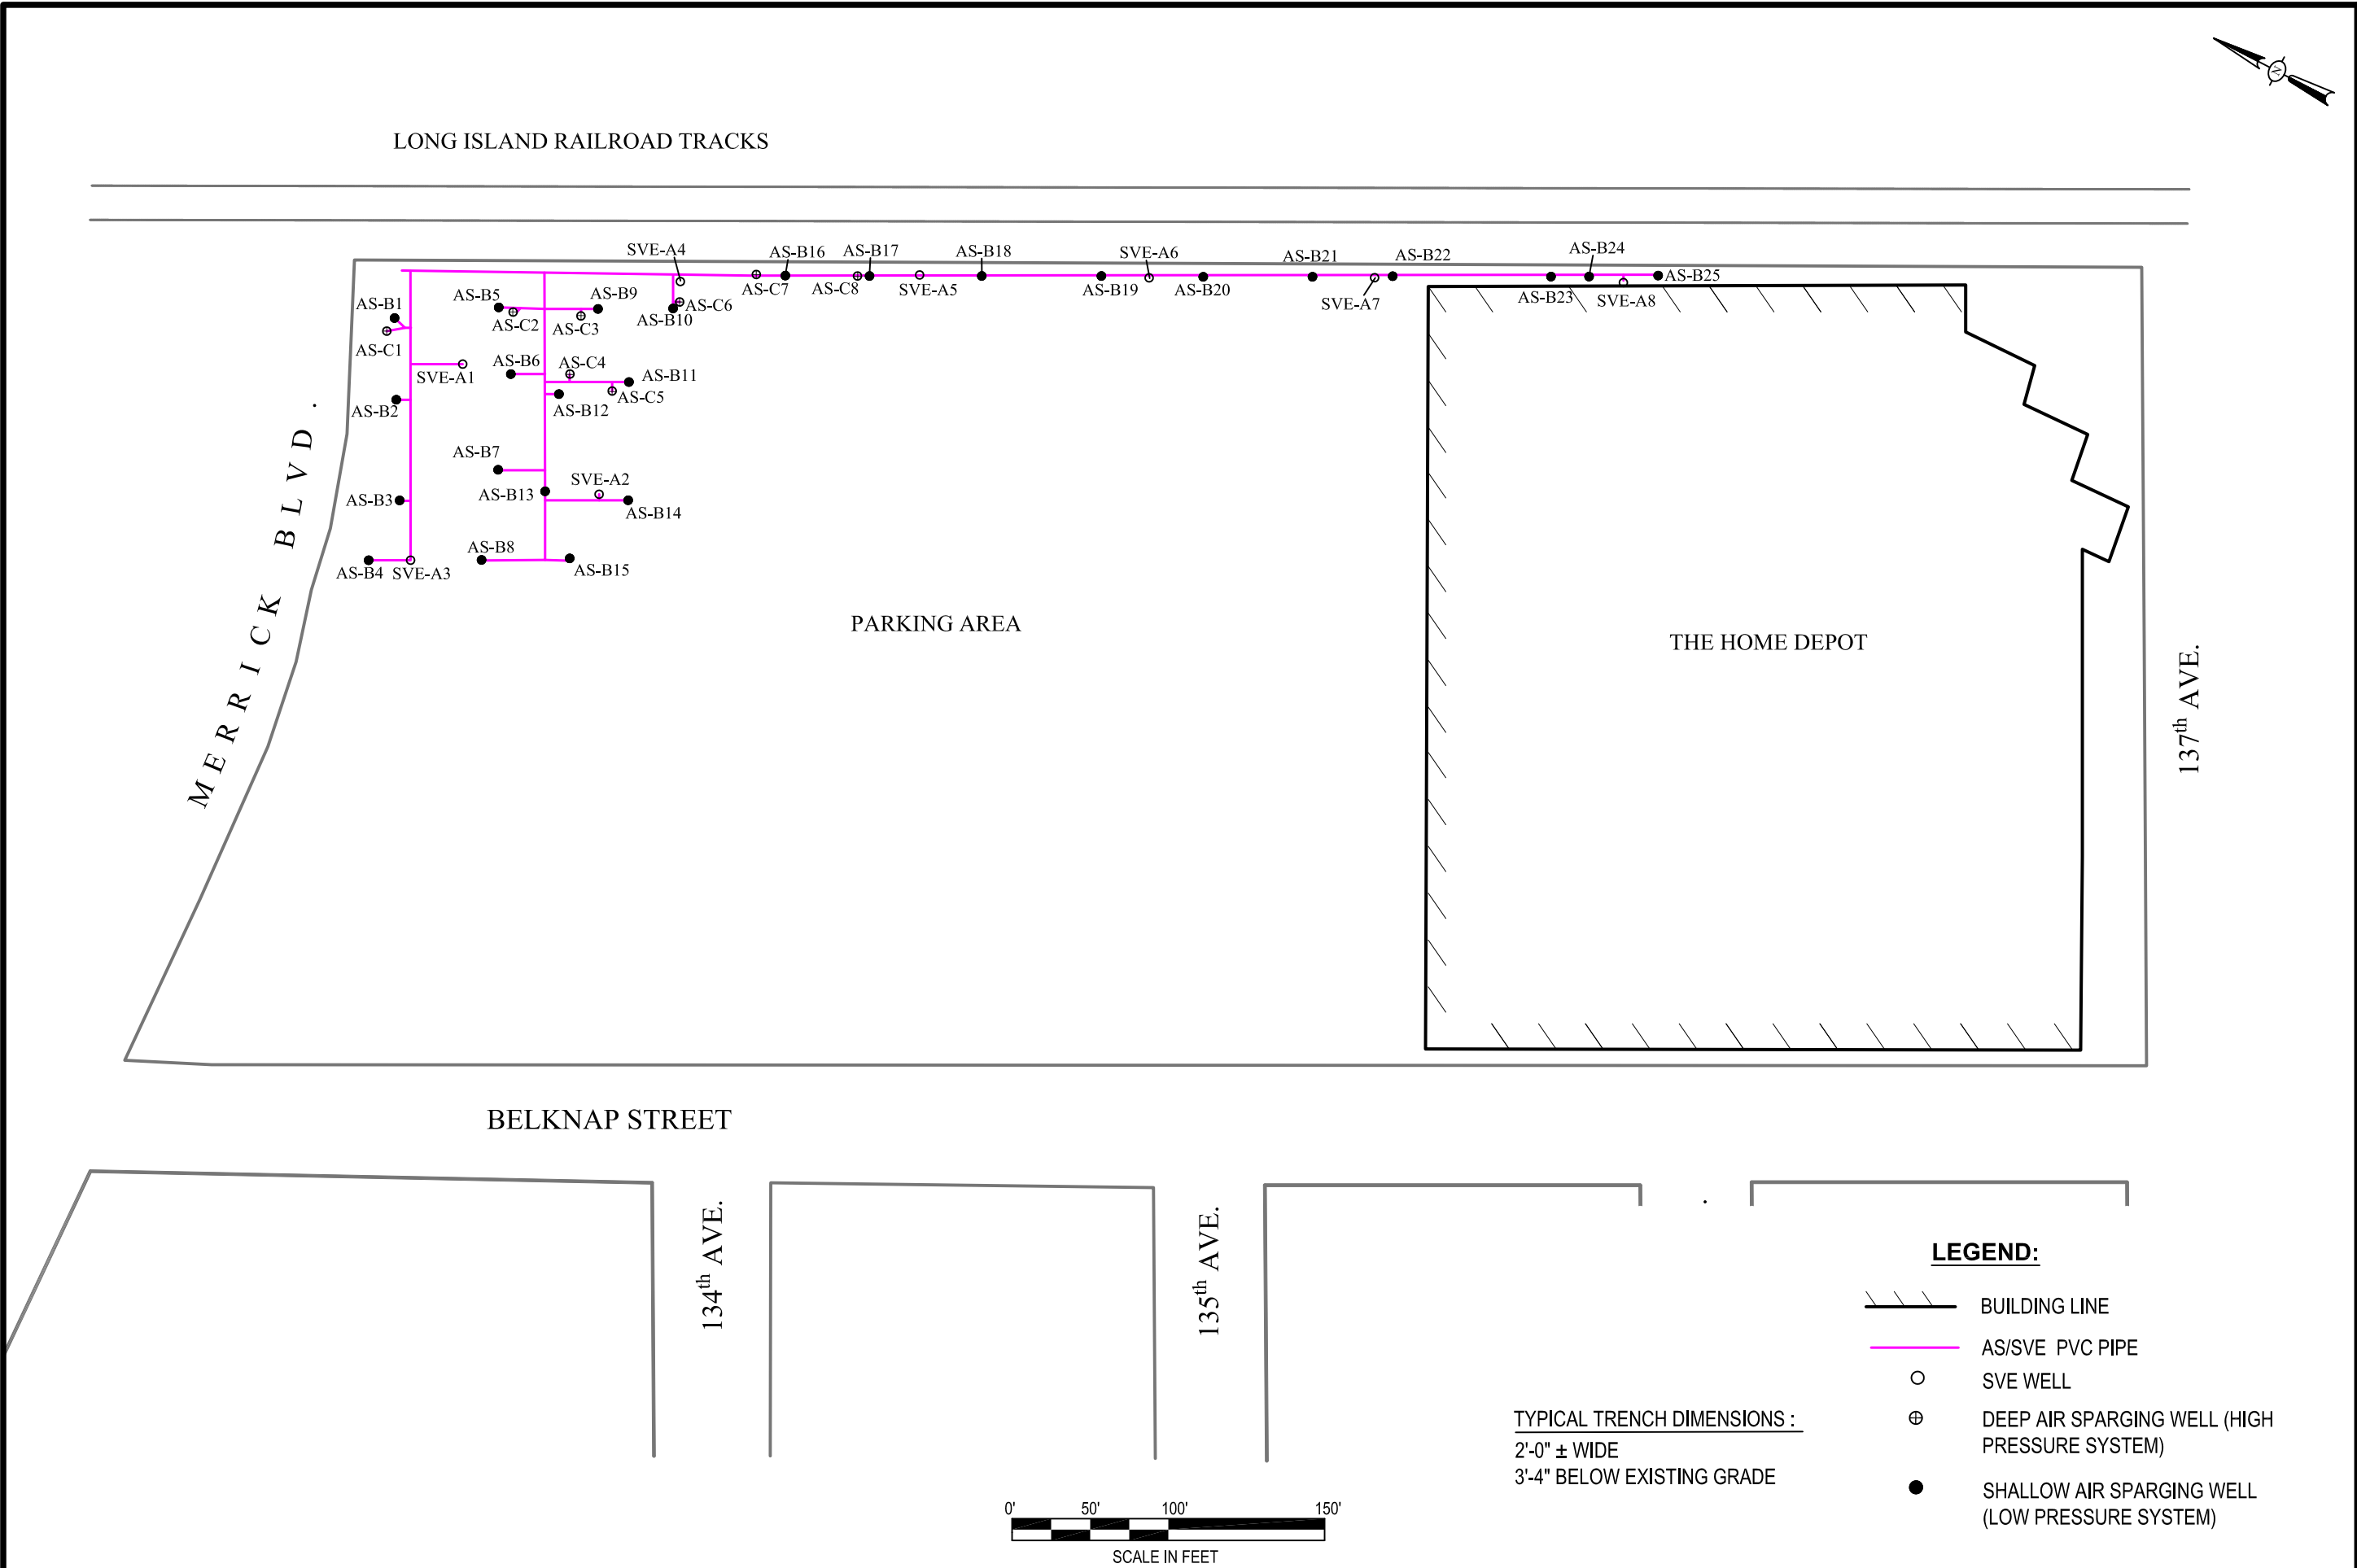 N
LONG ISLAND RAILROAD TRACKS
SVE-A4
AS-B16
AS-B17
AS-B18
SVE-A6
AS-B21
AS-B22
AS-B24
AS-B25
AS-C7
AS-C8
SVE-A5
AS-B19
AS-B20
SVE-A7
AS-B23
SVE-A8
AS-B1
AS-B5
AS-B9
AS-C6
AS-C2
AS-C3
AS-B10
AS-C1
AS-B6
AS-C4
SVE-A1
AS-B11
AS-C5
AS-B2
AS-B12
AS-B7
SVE-A2
AS-B3
AS-B13
AS-B14
AS-B8
AS-B4
SVE-A3
AS-B15
MERRICK BLVD.
PARKING AREA
THE HOME DEPOT
137th AVE.
BELKNAP STREET
134th AVE.
135th AVE.
LEGEND:
BUILDING LINE
AS/SVE PVC PIPE
SVE WELL
DEEP AIR SPARGING WELL (HIGH
PRESSURE SYSTEM)
SHALLOW AIR SPARGING WELL
(LOW PRESSURE SYSTEM)
TYPICAL TRENCH DIMENSIONS :
2'-0" ± WIDE
3'-4" BELOW EXISTING GRADE
0' 50' 100' 150'
SCALE IN FEET